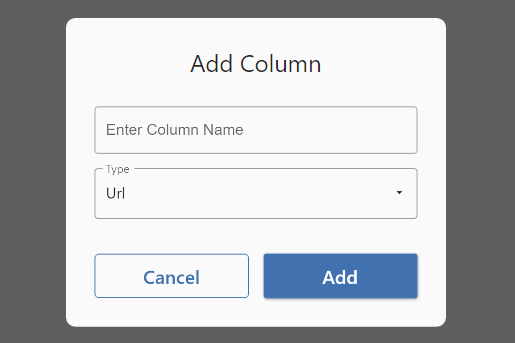 Add Column
Enter Column Name
Type
Url
Cancel
Add